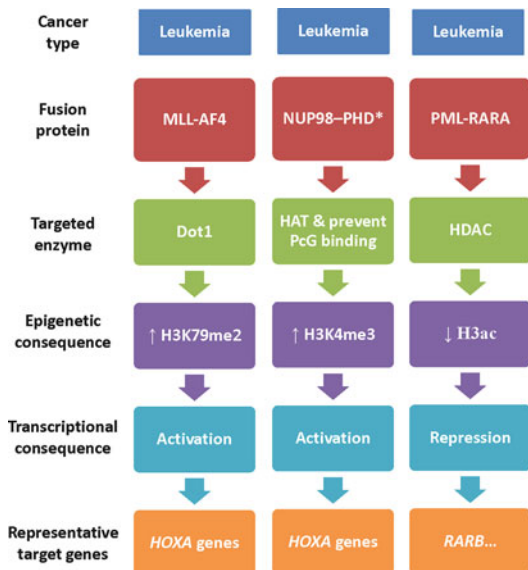 Cancer
type
Leukemia
Leukemia
Leukemia
Fusion
protein
MLL-AF4
NUP98–PHD*
PML-RARA
Targeted
enzyme
Dot1
HAT & prevent
PcG binding
HDAC
Epigenetic
consequence
↑ H3K79me2
↑ H3K4me3
↓ H3ac
Transcriptional
consequence
Activation
Activation
Repression
Representative
target genes
HOXA genes
HOXA genes
RARB...